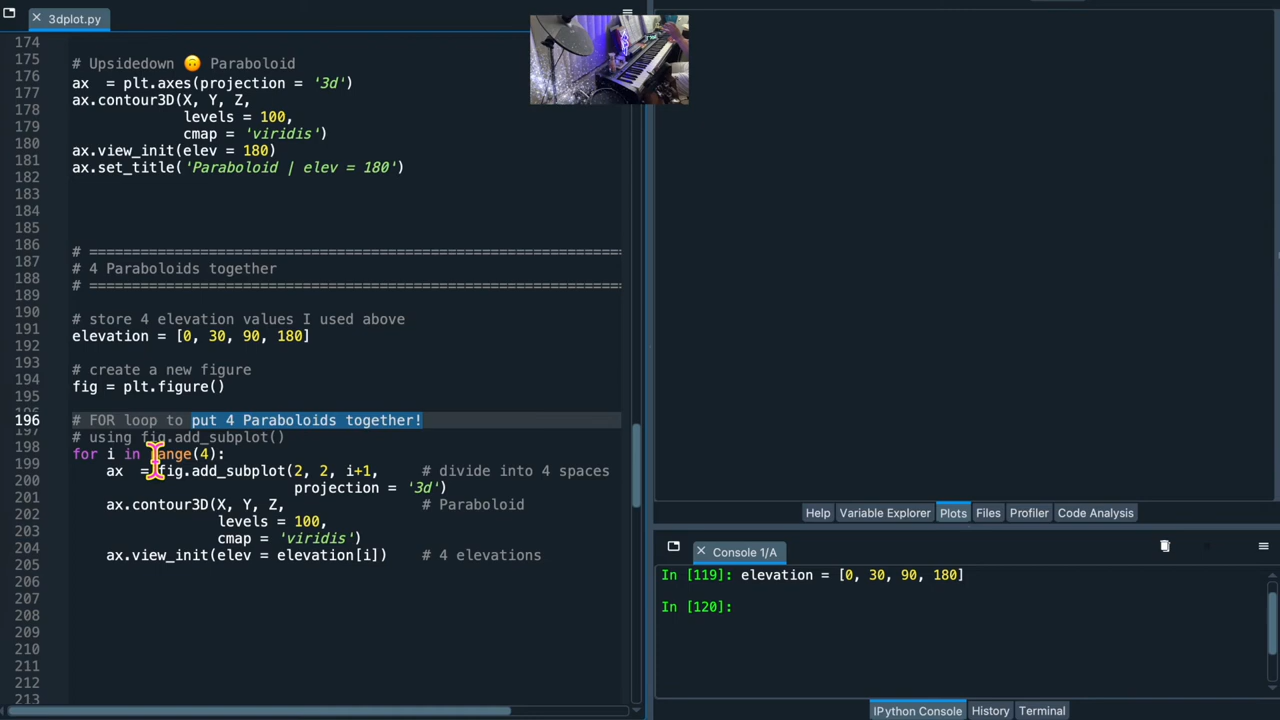 3dplot.py
174
175 # Upsidedown 🙃 Paraboloid
176 ax  = plt.axes(projection = '3d')
177 ax.contour3D(X, Y, Z,
178 levels = 100,
179 cmap = 'viridis')
180 ax.view_init(elev = 180)
181 ax.set_title('Paraboloid | elev = 180')
182
183
184
185
186 # ===============================================================
187 # 4 Paraboloids together
188 # ===============================================================
189
190 # store 4 elevation values I used above
191 elevation = [0, 30, 90, 180]
192
193 # create a new figure
194 fig = plt.figure()
195
196 # FOR loop to put 4 Paraboloids together!
197 # using fig.add_subplot()
198 for i in range(4):
199 ax  = fig.add_subplot(2, 2, i+1, # divide into 4 spaces
200 projection = '3d')
201 ax.contour3D(X, Y, Z, # Paraboloid
202 levels = 100,
203 cmap = 'viridis')
204 ax.view_init(elev = elevation[i]) # 4 elevations
205
206
207
208
209
210
211
212
213
Help Variable Explorer Plots Files Profiler Code Analysis
Console 1/A
In [119]: elevation = [0, 30, 90, 180]
In [120]:
IPython Console History Terminal